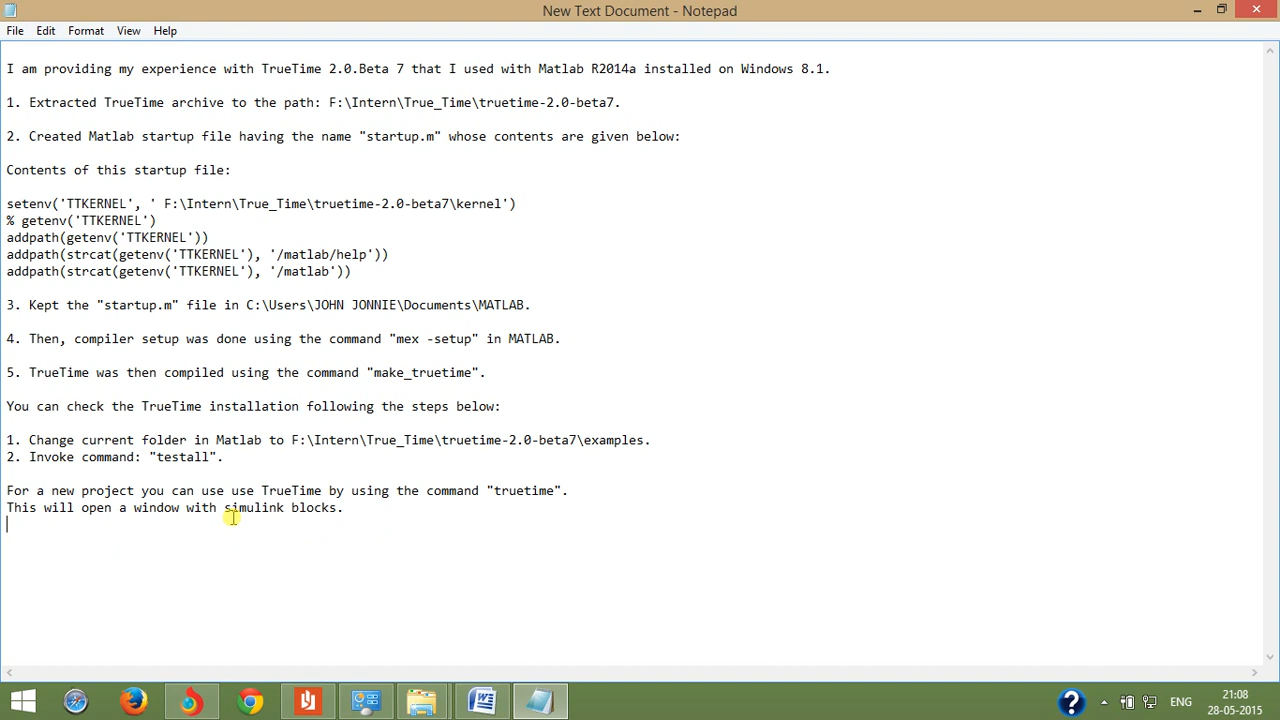 New Text Document - Notepad
File Edit Format View Help
I am providing my experience with TrueTime 2.0.Beta 7 that I used with Matlab R2014a installed on Windows 8.1.
1. Extracted TrueTime archive to the path: F:\Intern\True_Time\truetime-2.0-beta7.
2. Created Matlab startup file having the name "startup.m" whose contents are given below:
Contents of this startup file:
setenv('TTKERNEL', ' F:\Intern\True_Time\truetime-2.0-beta7\kernel')
% getenv('TTKERNEL')
addpath(getenv('TTKERNEL'))
addpath(strcat(getenv('TTKERNEL'), '/matlab/help'))
addpath(strcat(getenv('TTKERNEL'), '/matlab'))
3. Kept the "startup.m" file in C:\Users\JOHN JONNIE\Documents\MATLAB.
4. Then, compiler setup was done using the command "mex -setup" in MATLAB.
5. TrueTime was then compiled using the command "make_truetime".
You can check the TrueTime installation following the steps below:
1. Change current folder in Matlab to F:\Intern\True_Time\truetime-2.0-beta7\examples.
2. Invoke command: "testall".
For a new project you can use use TrueTime by using the command "truetime".
This will open a window with simulink blocks.
ENG
21:08
28-05-2015